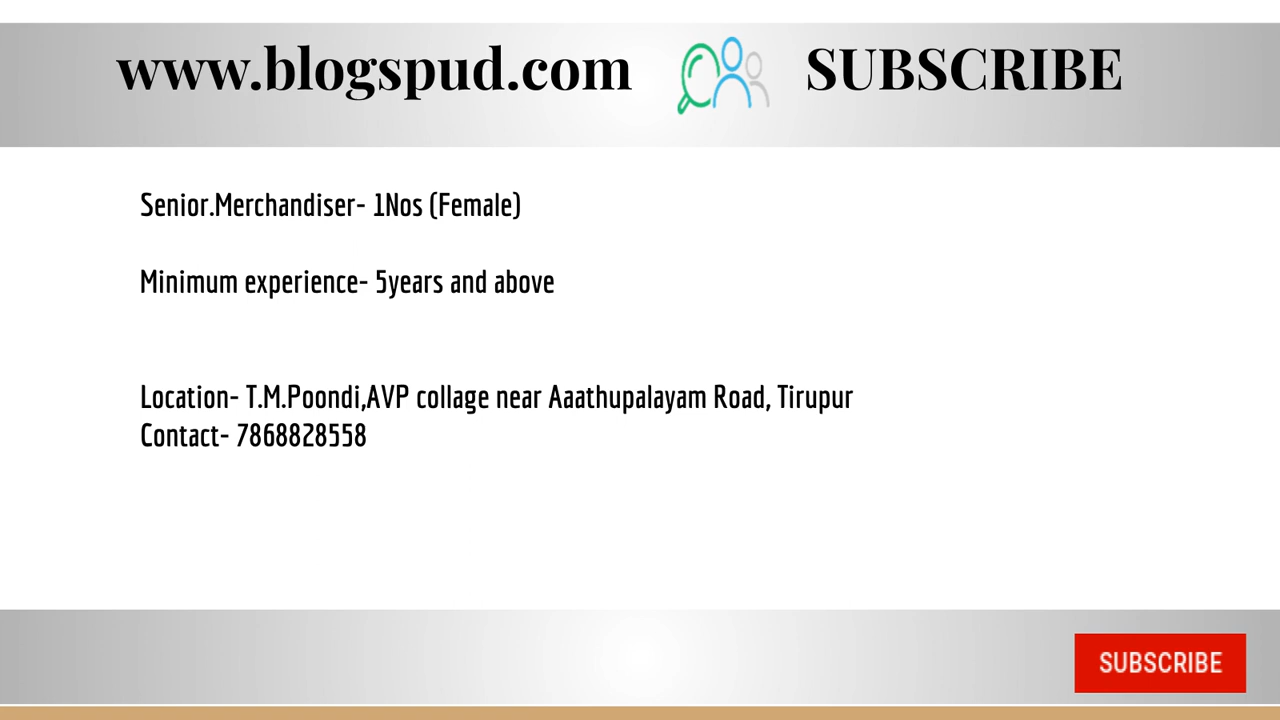 www.blogspud.com SUBSCRIBE
Senior.Merchandiser- 1Nos (Female)
Minimum experience- 5years and above
Location- T.M.Poondi,AVP collage near Aaathupalayam Road, Tirupur
Contact- 7868828558
SUBSCRIBE